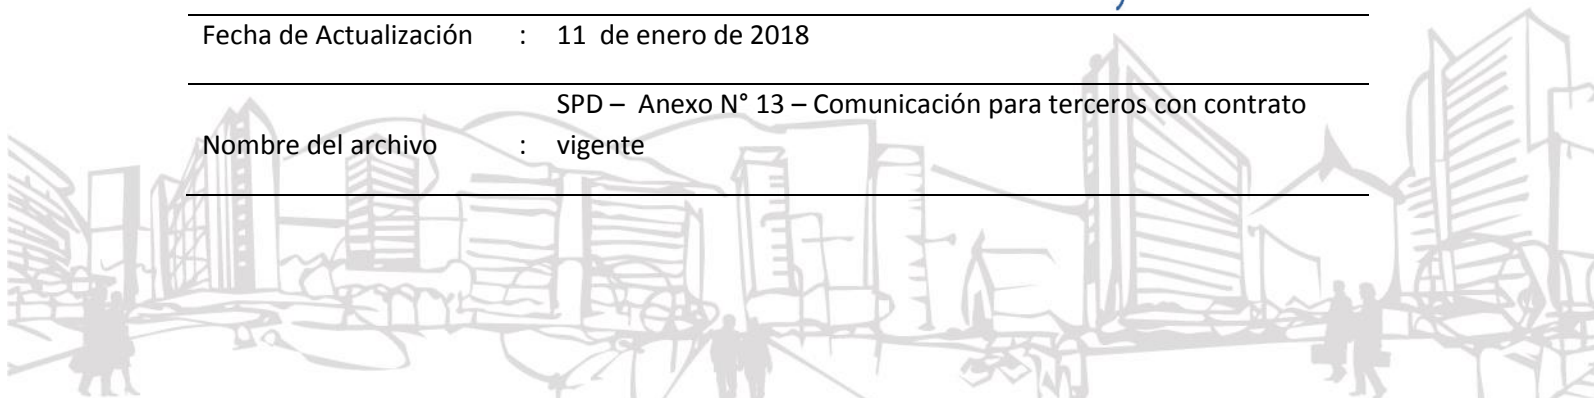 Fecha de Actualización : 11 de enero de 2018
SPD – Anexo N° 13 – Comunicación para terceros con contrato
Nombre del archivo : vigente